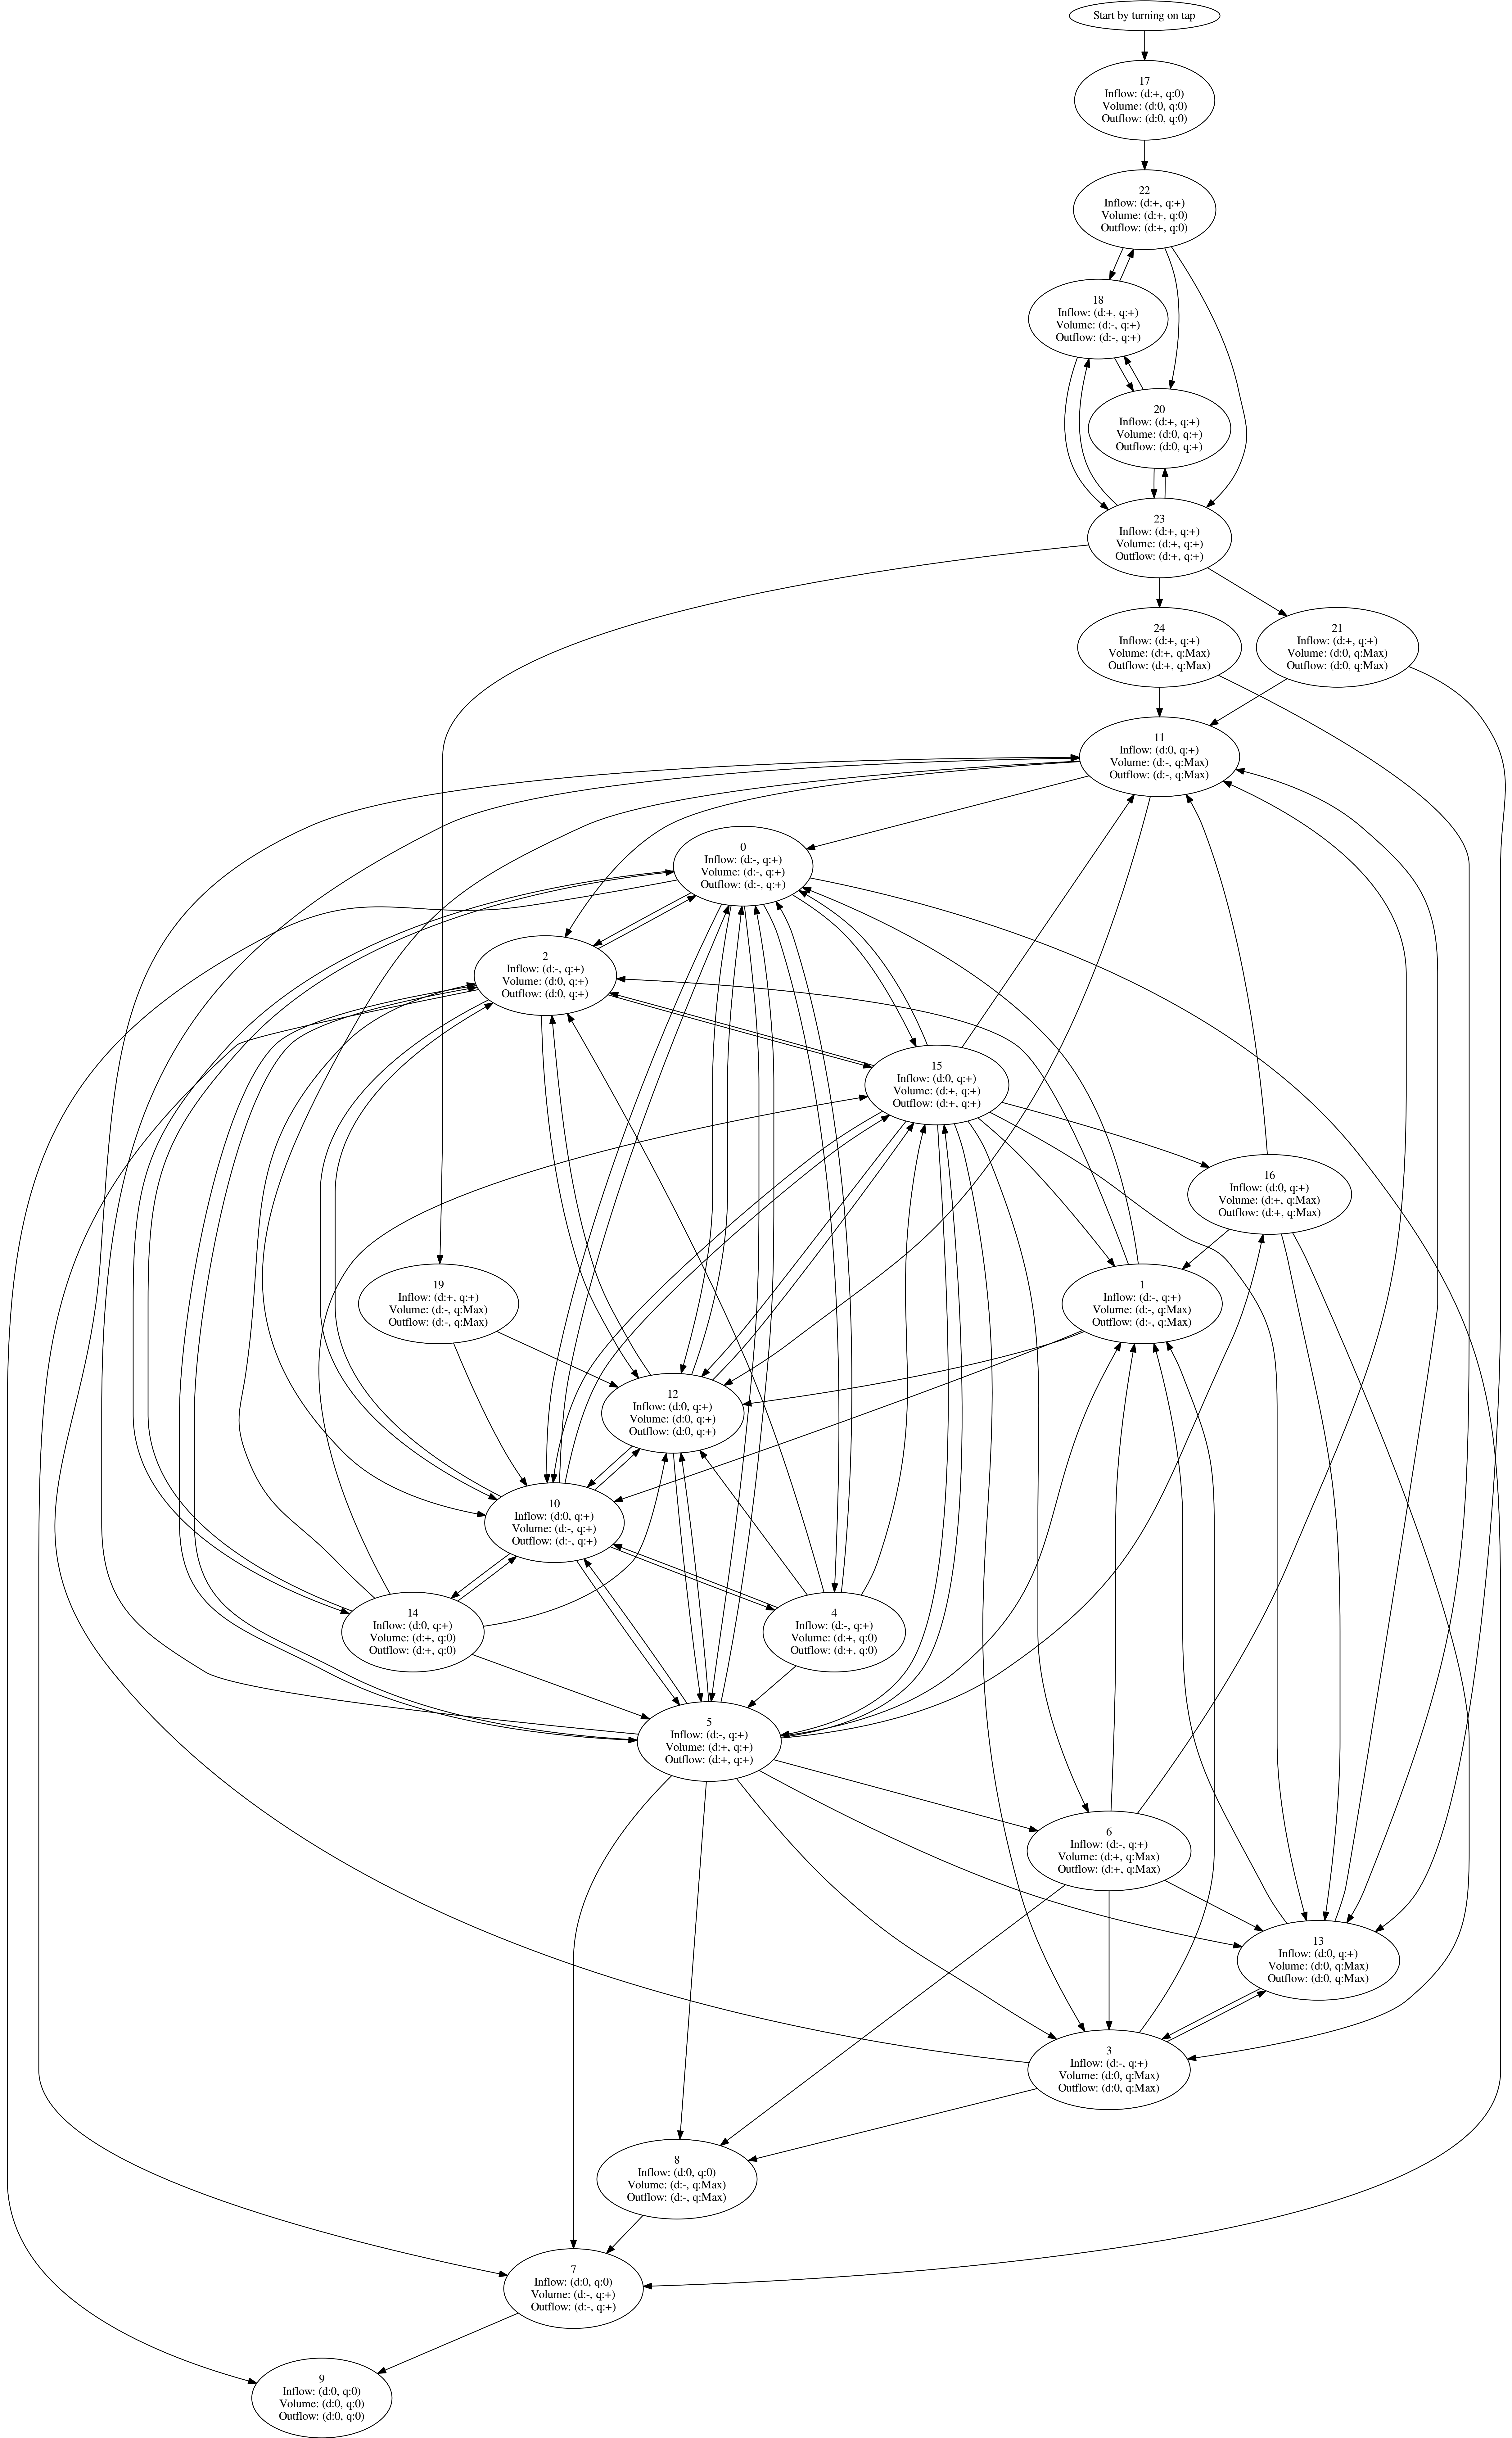 Start by turning on tap
17
Inflow: (d:+, q:0)
Volume: (d:0, q:0)
Outflow: (d:0, q:0)
22
Inflow: (d:+, q:+)
Volume: (d:+, q:0)
Outflow: (d:+, q:0)
18
Inflow: (d:+, q:+)
Volume: (d:-, q:+)
Outflow: (d:-, q:+)
20
Inflow: (d:+, q:+)
Volume: (d:0, q:+)
Outflow: (d:0, q:+)
23
Inflow: (d:+, q:+)
Volume: (d:+, q:+)
Outflow: (d:+, q:+)
24
Inflow: (d:+, q:+)
Volume: (d:+, q:Max)
Outflow: (d:+, q:Max)
21
Inflow: (d:+, q:+)
Volume: (d:0, q:Max)
Outflow: (d:0, q:Max)
11
Inflow: (d:0, q:+)
Volume: (d:-, q:Max)
Outflow: (d:-, q:Max)
0
Inflow: (d:-, q:+)
Volume: (d:-, q:+)
Outflow: (d:-, q:+)
2
Inflow: (d:-, q:+)
Volume: (d:0, q:+)
Outflow: (d:0, q:+)
15
Inflow: (d:0, q:+)
Volume: (d:+, q:+)
Outflow: (d:+, q:+)
16
Inflow: (d:0, q:+)
Volume: (d:+, q:Max)
Outflow: (d:+, q:Max)
19
Inflow: (d:+, q:+)
Volume: (d:-, q:Max)
Outflow: (d:-, q:Max)
1
Inflow: (d:-, q:+)
Volume: (d:-, q:Max)
Outflow: (d:-, q:Max)
12
Inflow: (d:0, q:+)
Volume: (d:0, q:+)
Outflow: (d:0, q:+)
10
Inflow: (d:0, q:+)
Volume: (d:-, q:+)
Outflow: (d:-, q:+)
14
Inflow: (d:0, q:+)
Volume: (d:+, q:0)
Outflow: (d:+, q:0)
4
Inflow: (d:-, q:+)
Volume: (d:+, q:0)
Outflow: (d:+, q:0)
5
Inflow: (d:-, q:+)
Volume: (d:+, q:+)
Outflow: (d:+, q:+)
6
Inflow: (d:-, q:+)
Volume: (d:+, q:Max)
Outflow: (d:+, q:Max)
13
Inflow: (d:0, q:+)
Volume: (d:0, q:Max)
Outflow: (d:0, q:Max)
3
Inflow: (d:-, q:+)
Volume: (d:0, q:Max)
Outflow: (d:0, q:Max)
8
Inflow: (d:0, q:0)
Volume: (d:-, q:Max)
Outflow: (d:-, q:Max)
7
Inflow: (d:0, q:0)
Volume: (d:-, q:+)
Outflow: (d:-, q:+)
9
Inflow: (d:0, q:0)
Volume: (d:0, q:0)
Outflow: (d:0, q:0)